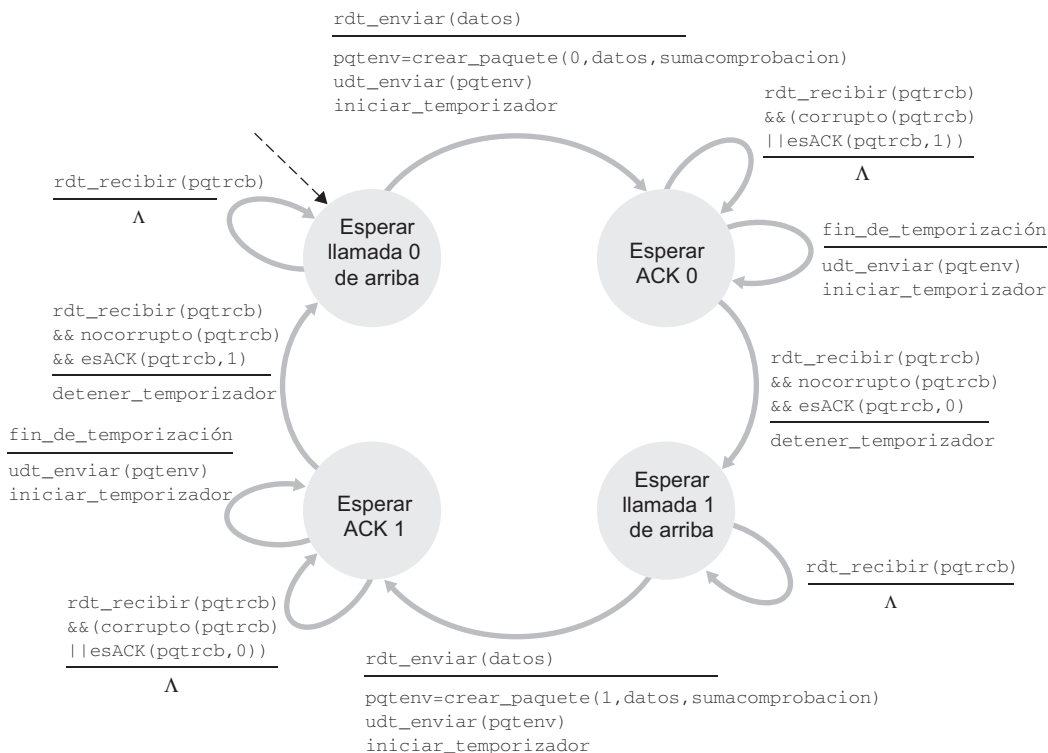 rdt_enviar(datos)
pqtenv=crear_paquete(0,datos,sumacomprobacion)
udt_enviar(pqtenv)
iniciar_temporizador
rdt_recibir(pqtrcb)
&&(corrupto(pqtrcb)
||esACK(pqtrcb,1))
Λ
rdt_recibir(pqtrcb)
Λ
Esperar
llamada 0
de arriba
Esperar
ACK 0
fin_de_temporización
udt_enviar(pqtenv)
iniciar_temporizador
rdt_recibir(pqtrcb)
&& nocorrupto(pqtrcb)
&& esACK(pqtrcb,1)
detener_temporizador
rdt_recibir(pqtrcb)
&& nocorrupto(pqtrcb)
&& esACK(pqtrcb,0)
detener_temporizador
fin_de_temporización
udt_enviar(pqtenv)
iniciar_temporizador
Esperar
ACK 1
Esperar
llamada 1
de arriba
rdt_recibir(pqtrcb)
Λ
rdt_recibir(pqtrcb)
&&(corrupto(pqtrcb)
||esACK(pqtrcb,0))
Λ
rdt_enviar(datos)
pqtenv=crear_paquete(1,datos,sumacomprobacion)
udt_enviar(pqtenv)
iniciar_temporizador